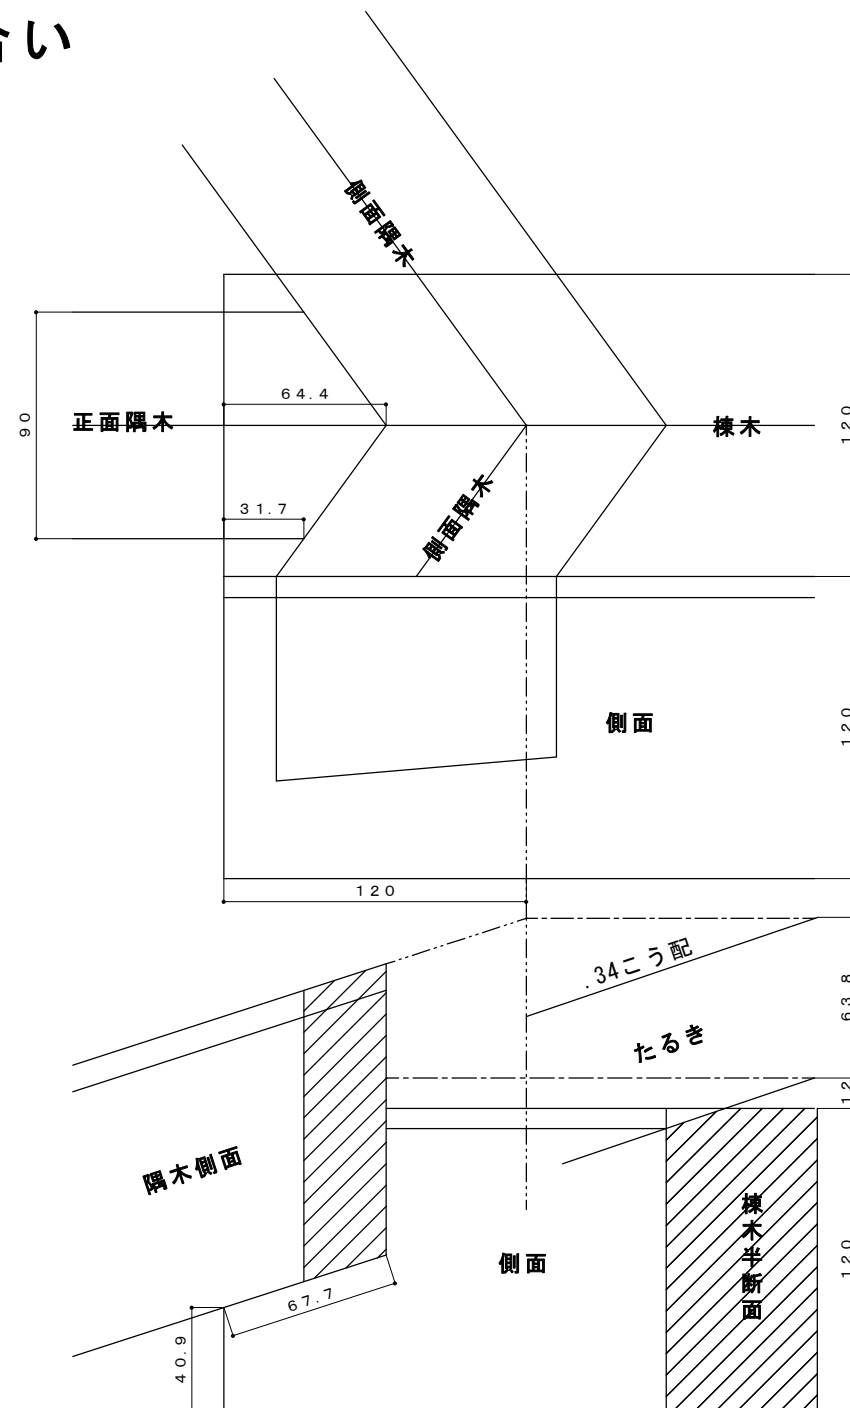 合い
側面隅木
64.4
90
正面隅木
棟木
120
31.7
側面隅木
側面
120
120
.34こう配
63.8
たるき
12
隅木側面
棟木半断面
側面
120
67.7
40.9